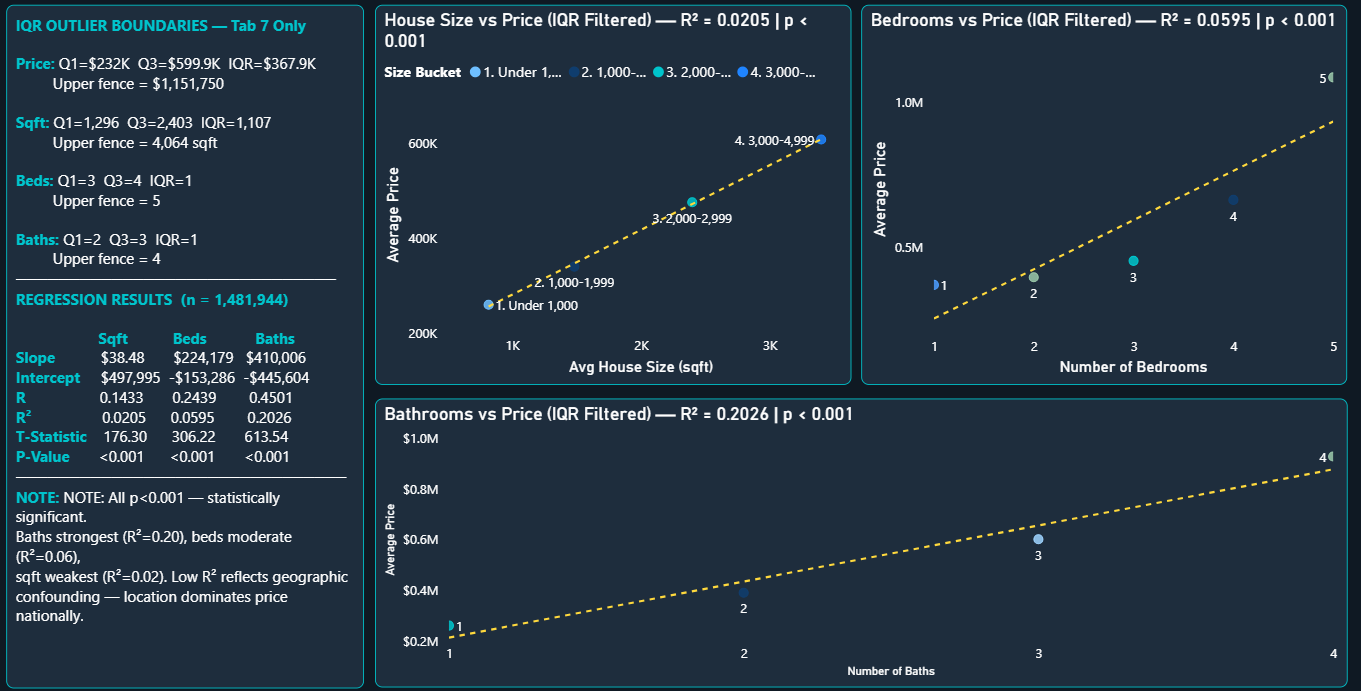 IQR OUTLIER BOUNDARIES — Tab 7 Only
Price: Q1=$232K Q3=$599.9K IQR=$367.9K
Upper fence = $1,151,750
Sqft: Q1=1,296 Q3=2,403 IQR=1,107
Upper fence = 4,064 sqft
Beds: Q1=3 Q3=4 IQR=1
Upper fence = 5
Baths: Q1=2 Q3=3 IQR=1
Upper fence = 4
REGRESSION RESULTS (n = 1,481,944)
Sqft Beds Baths
Slope $38.48 $224,179 $410,006
Intercept $497,995 -$153,286 -$445,604
R 0.1433 0.2439 0.4501
R² 0.0205 0.0595 0.2026
T-Statistic 176.30 306.22 613.54
P-Value <0.001 <0.001 <0.001
NOTE: NOTE: All p<0.001 — statistically
significant.
Baths strongest (R²=0.20), beds moderate
(R²=0.06),
sqft weakest (R²=0.02). Low R² reflects geographic
confounding — location dominates price
nationally.
House Size vs Price (IQR Filtered) — R² = 0.0205 | p <
0.001
Size Bucket 1. Under 1,... 2. 1,000-... 3. 2,000-... 4. 3,000-...
600K
400K
200K
Average Price
4. 3,000-4,999
3. 2,000-2,999
2. 1,000-1,999
1. Under 1,000
1K 2K 3K
Avg House Size (sqft)
Bedrooms vs Price (IQR Filtered) — R² = 0.0595 | p < 0.001
1.0M
0.5M
Average Price
5
4
3
2
1
1 2 3 4 5
Number of Bedrooms
Bathrooms vs Price (IQR Filtered) — R² = 0.2026 | p < 0.001
$1.0M
$0.8M
$0.6M
$0.4M
$0.2M
Average Price
4
3
2
1
1 2 3 4
Number of Baths